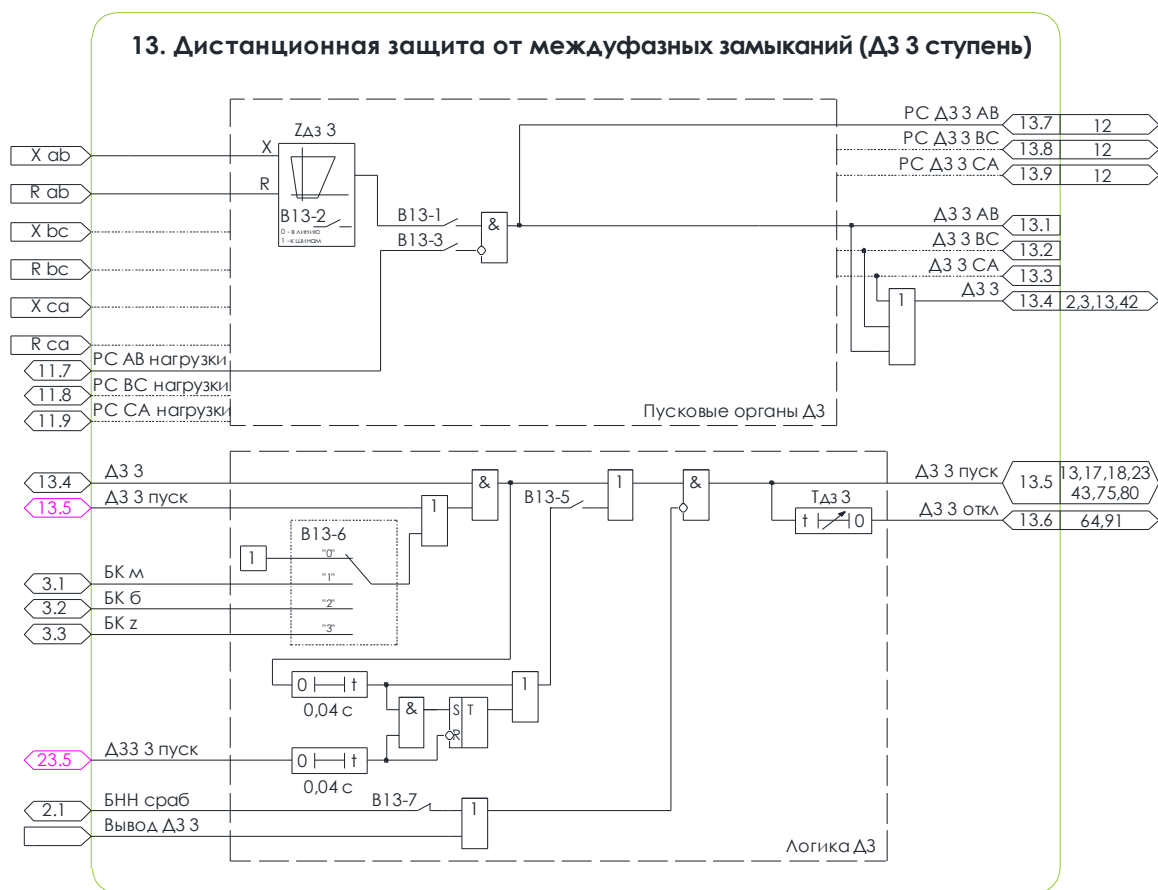 13. Дистанционная защита от междуфазных замыканий (ДЗ 3 ступень)
Zдз 3
X
R
В13-2
0 - в линию
1 - к шинам
X ab
R ab
X bc
R bc
X ca
R ca
11.7 РС АВ нагрузки
11.8 РС ВС нагрузки
11.9 РС СА нагрузки
В13-1
В13-3
&
РС ДЗ 3 АВ 13.7 12
РС ДЗ 3 ВС 13.8 12
РС ДЗ 3 СА 13.9 12
ДЗ 3 АВ 13.1
ДЗ 3 ВС 13.2
ДЗ 3 СА 13.3
ДЗ 3 13.4 2,3,13,42
1
Пусковые органы ДЗ
13.4 ДЗ 3
13.5 ДЗ 3 пуск
В13-6
1
"0"
"1"
"2"
"3"
3.1 БК м
3.2 БК б
3.3 БК z
1
&
В13-5
1
&
Тдз 3
t 0
ДЗ 3 пуск 13.5 13,17,18,23
43,75,80
ДЗ 3 откл 13.6 64,91
0 t
0,04 с
&
S T
R
1
23.5 ДЗЗ 3 пуск
0 t
0,04 с
2.1 БНН сраб
В13-7
1
Вывод ДЗ 3
Логика ДЗ